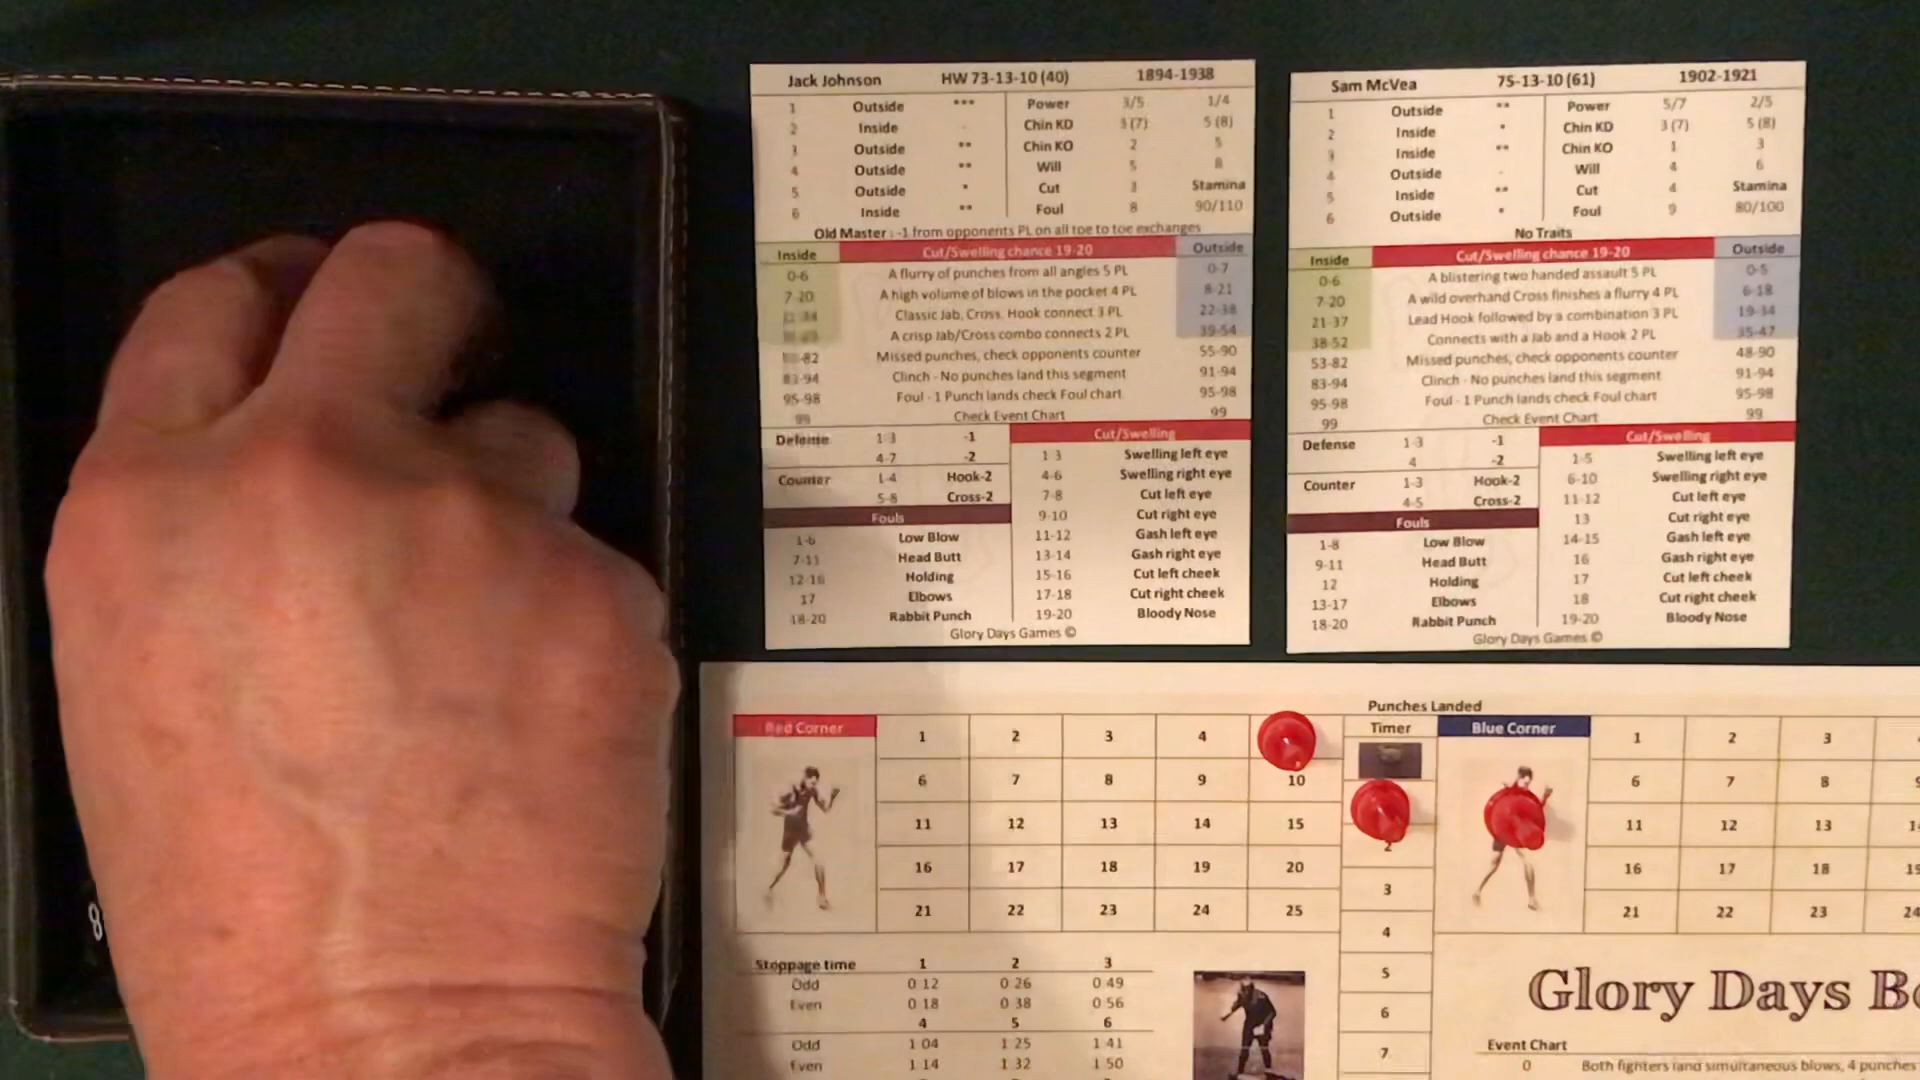 Jack Johnson HW 73-13-10 (40) 1894-1938
1 Outside *** Power 3/5 1/4
2 Inside - Chin KD 3 (7) 5 (8)
3 Outside ** Chin KO 2 5
4 Outside ** Will 5 8
5 Outside * Cut 3 Stamina
6 Inside ** Foul 8 90/110
Old Master : -1 from opponents PL on all toe to toe exchanges
Inside Cut/Swelling chance 19-20 Outside
0-6 A flurry of punches from all angles 5 PL 0-7
7-20 A high volume of blows in the pocket 4 PL 8-21
Classic Jab, Cross, Hook connect 3 PL 22-38
A crisp Jab/Cross combo connects 2 PL 39-54
-82 Missed punches, check opponents counter 55-90
83-94 Clinch - No punches land this segment 91-94
95-98 Foul - 1 Punch lands check Foul chart 95-98
99 Check Event Chart 99
Defense 1-3 -1
4-7 -2
Counter 1-4 Hook-2
5-8 Cross-2
Fouls
1-6 Low Blow
7-11 Head Butt
12-16 Holding
17 Elbows
18-20 Rabbit Punch
Cut/Swelling
1-3 Swelling left eye
4-6 Swelling right eye
7-8 Cut left eye
9-10 Cut right eye
11-12 Gash left eye
13-14 Gash right eye
15-16 Cut left cheek
17-18 Cut right cheek
19-20 Bloody Nose
Glory Days Games ©
Sam McVea 75-13-10 (61) 1902-1921
1 Outside ** Power 5/7 2/5
2 Inside * Chin KD 3 (7) 5 (8)
3 Inside ** Chin KO 1 3
4 Outside - Will 4 6
5 Inside ** Cut 4 Stamina
6 Outside * Foul 9 80/100
No Traits
Inside Cut/Swelling chance 19-20 Outside
0-6 A blistering two handed assault 5 PL 0-5
7-20 A wild overhand Cross finishes a flurry 4 PL 6-18
21-37 Lead Hook followed by a combination 3 PL 19-34
38-52 Connects with a Jab and a Hook 2 PL 35-47
53-82 Missed punches, check opponents counter 48-90
83-94 Clinch - No punches land this segment 91-94
95-98 Foul - 1 Punch lands check Foul chart 95-98
99 Check Event Chart 99
Defense 1-3 -1
4 -2
Counter 1-3 Hook-2
4-5 Cross-2
Fouls
1-8 Low Blow
9-11 Head Butt
12 Holding
13-17 Elbows
18-20 Rabbit Punch
Cut/Swelling
1-5 Swelling left eye
6-10 Swelling right eye
11-12 Cut left eye
13 Cut right eye
14-15 Gash left eye
16 Gash right eye
17 Cut left cheek
18 Cut right cheek
19-20 Bloody Nose
Glory Days Games ©
Punches Landed
Red Corner 1 2 3 4
6 7 8 9 10
11 12 13 14 15
16 17 18 19 20
21 22 23 24 25
Timer
2
3
4
5
6
7
Blue Corner 1 2 3
6 7 8
11 12 13
16 17 18
21 22 23 24
Stoppage time 1 2 3
Odd 0 12 0 26 0 49
Even 0 18 0 38 0 56
4 5 6
Odd 1 04 1 25 1 41
Even 1 14 1 32 1 50
Glory Days
Event Chart
0 Both fighters land simultaneous blows, 4 punches
8